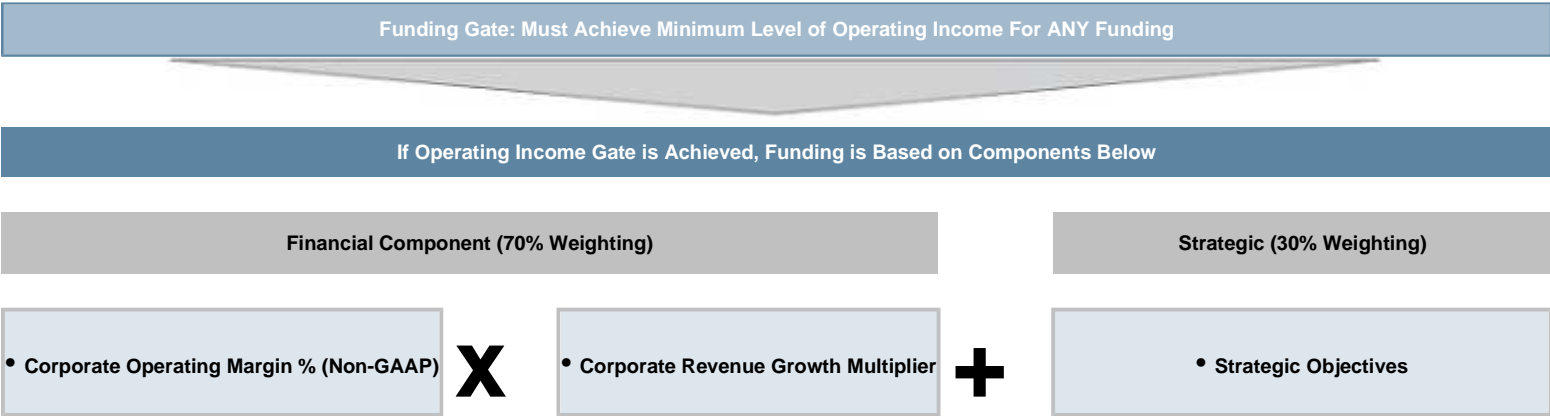 Funding Gate: Must Achieve Minimum Level of Operating Income For ANY Funding
If Operating Income Gate is Achieved, Funding is Based on Components Below
Financial Component (70% Weighting)
Strategic (30% Weighting)
• Corporate Operating Margin % (Non-GAAP)
X
• Corporate Revenue Growth Multiplier
+
• Strategic Objectives